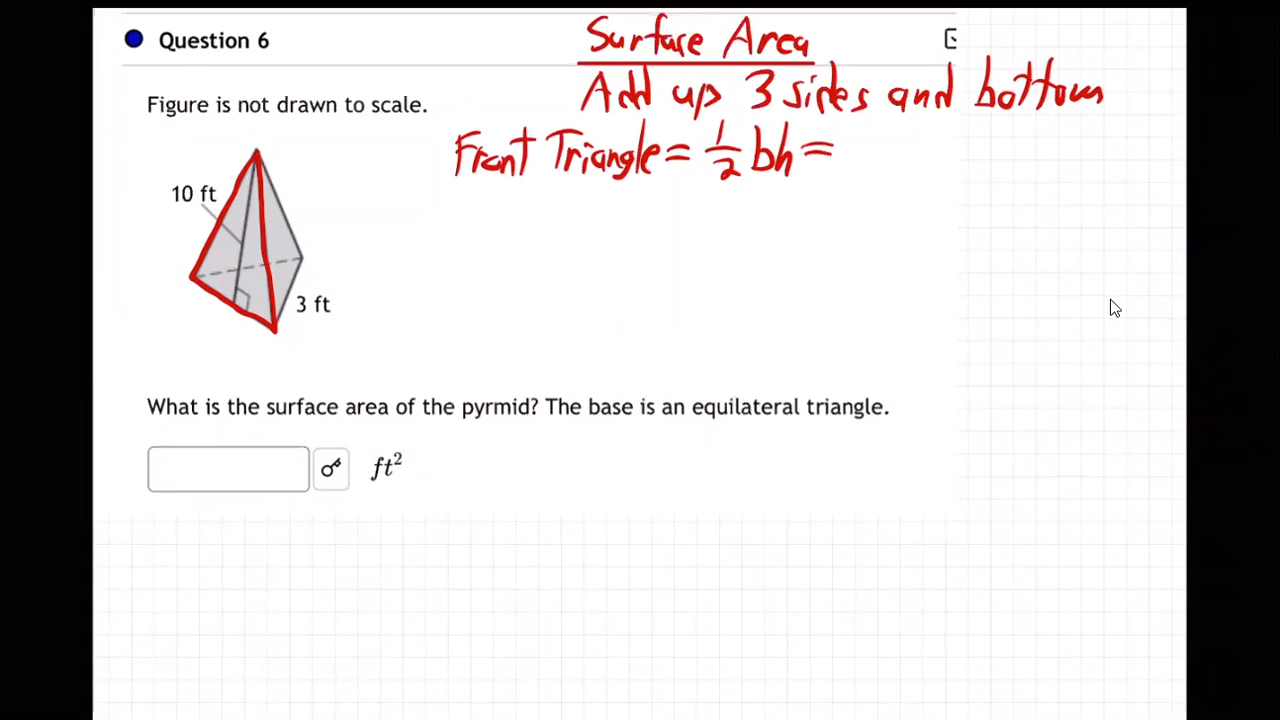 Question 6
Surface Area
Add up 3 sides and bottom
Figure is not drawn to scale.
Front Triangle = 1/2 bh =
10 ft
3 ft
What is the surface area of the pyrmid? The base is an equilateral triangle.
ft²